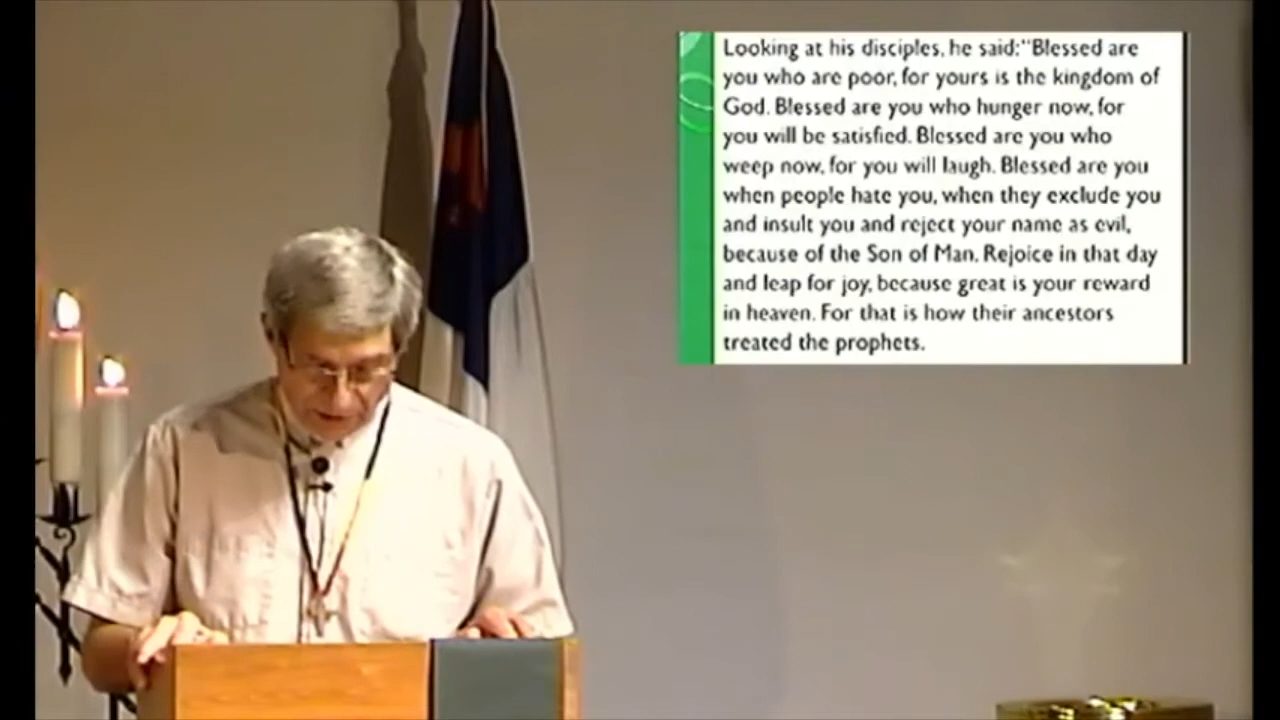 Looking at his disciples, he said: "Blessed are
you who are poor, for yours is the kingdom of
God. Blessed are you who hunger now, for
you will be satisfied. Blessed are you who
weep now, for you will laugh. Blessed are you
when people hate you, when they exclude you
and insult you and reject your name as evil,
because of the Son of Man. Rejoice in that day
and leap for joy, because great is your reward
in heaven. For that is how their ancestors
treated the prophets.